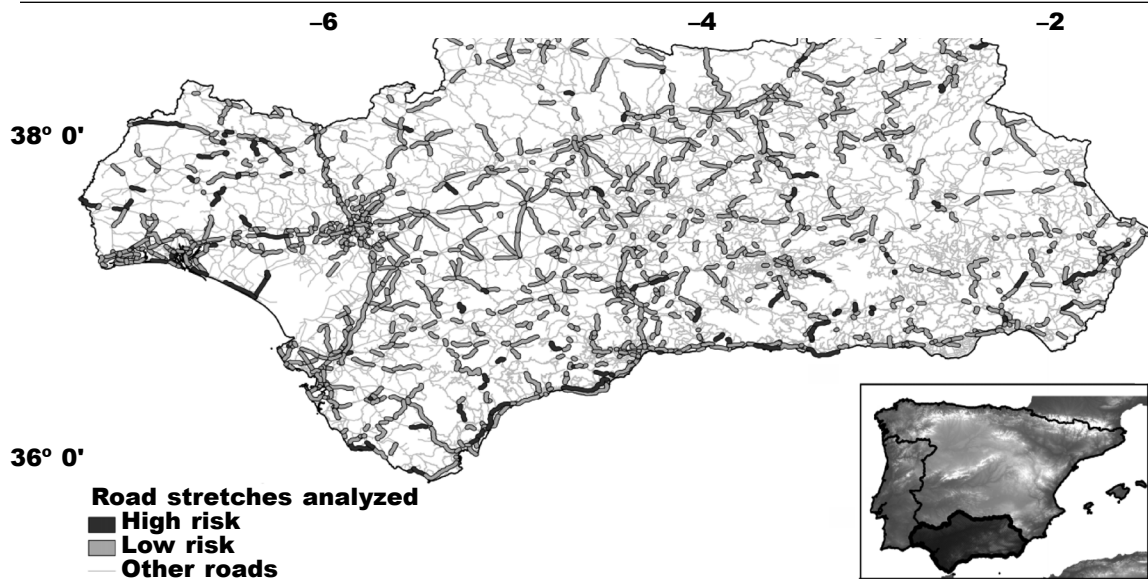 –6 –4 –2
38º 0'
36º 0'
Road stretches analyzed
High risk
Low risk
Other roads